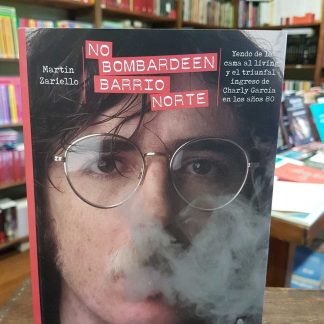 Martín
Zariello
NO
BOMBARDEEN
BARRIO
NORTE
Yendo de la
cama al living
y el triunfal
ingreso de
Charly García
en los años 80